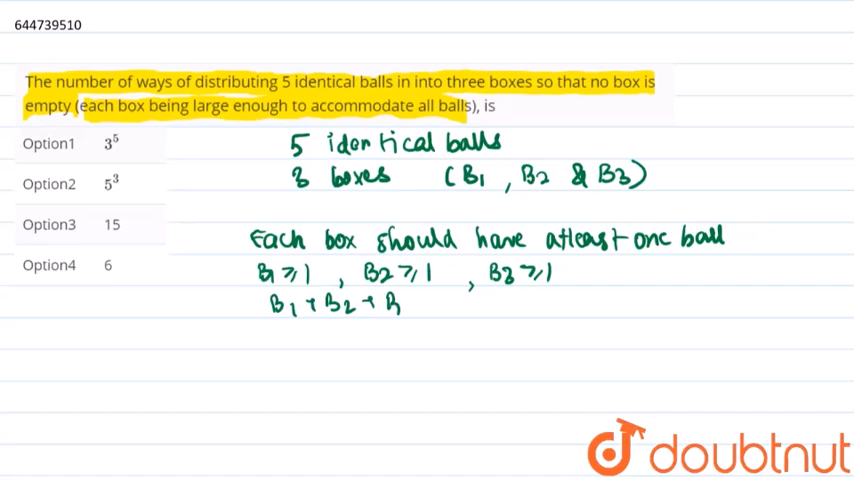 644739510
The number of ways of distributing 5 identical balls in into three boxes so that no box is
empty (each box being large enough to accommodate all balls), is
Option1 3^5
Option2 5^3
Option3 15
Option4 6
5 identical balls
3 boxes (B1 , B2 & B3)
Each box should have atleast one ball
B1 ≥ 1 , B2 ≥ 1 , B3 ≥ 1
B1 + B2 + B
doubtnut